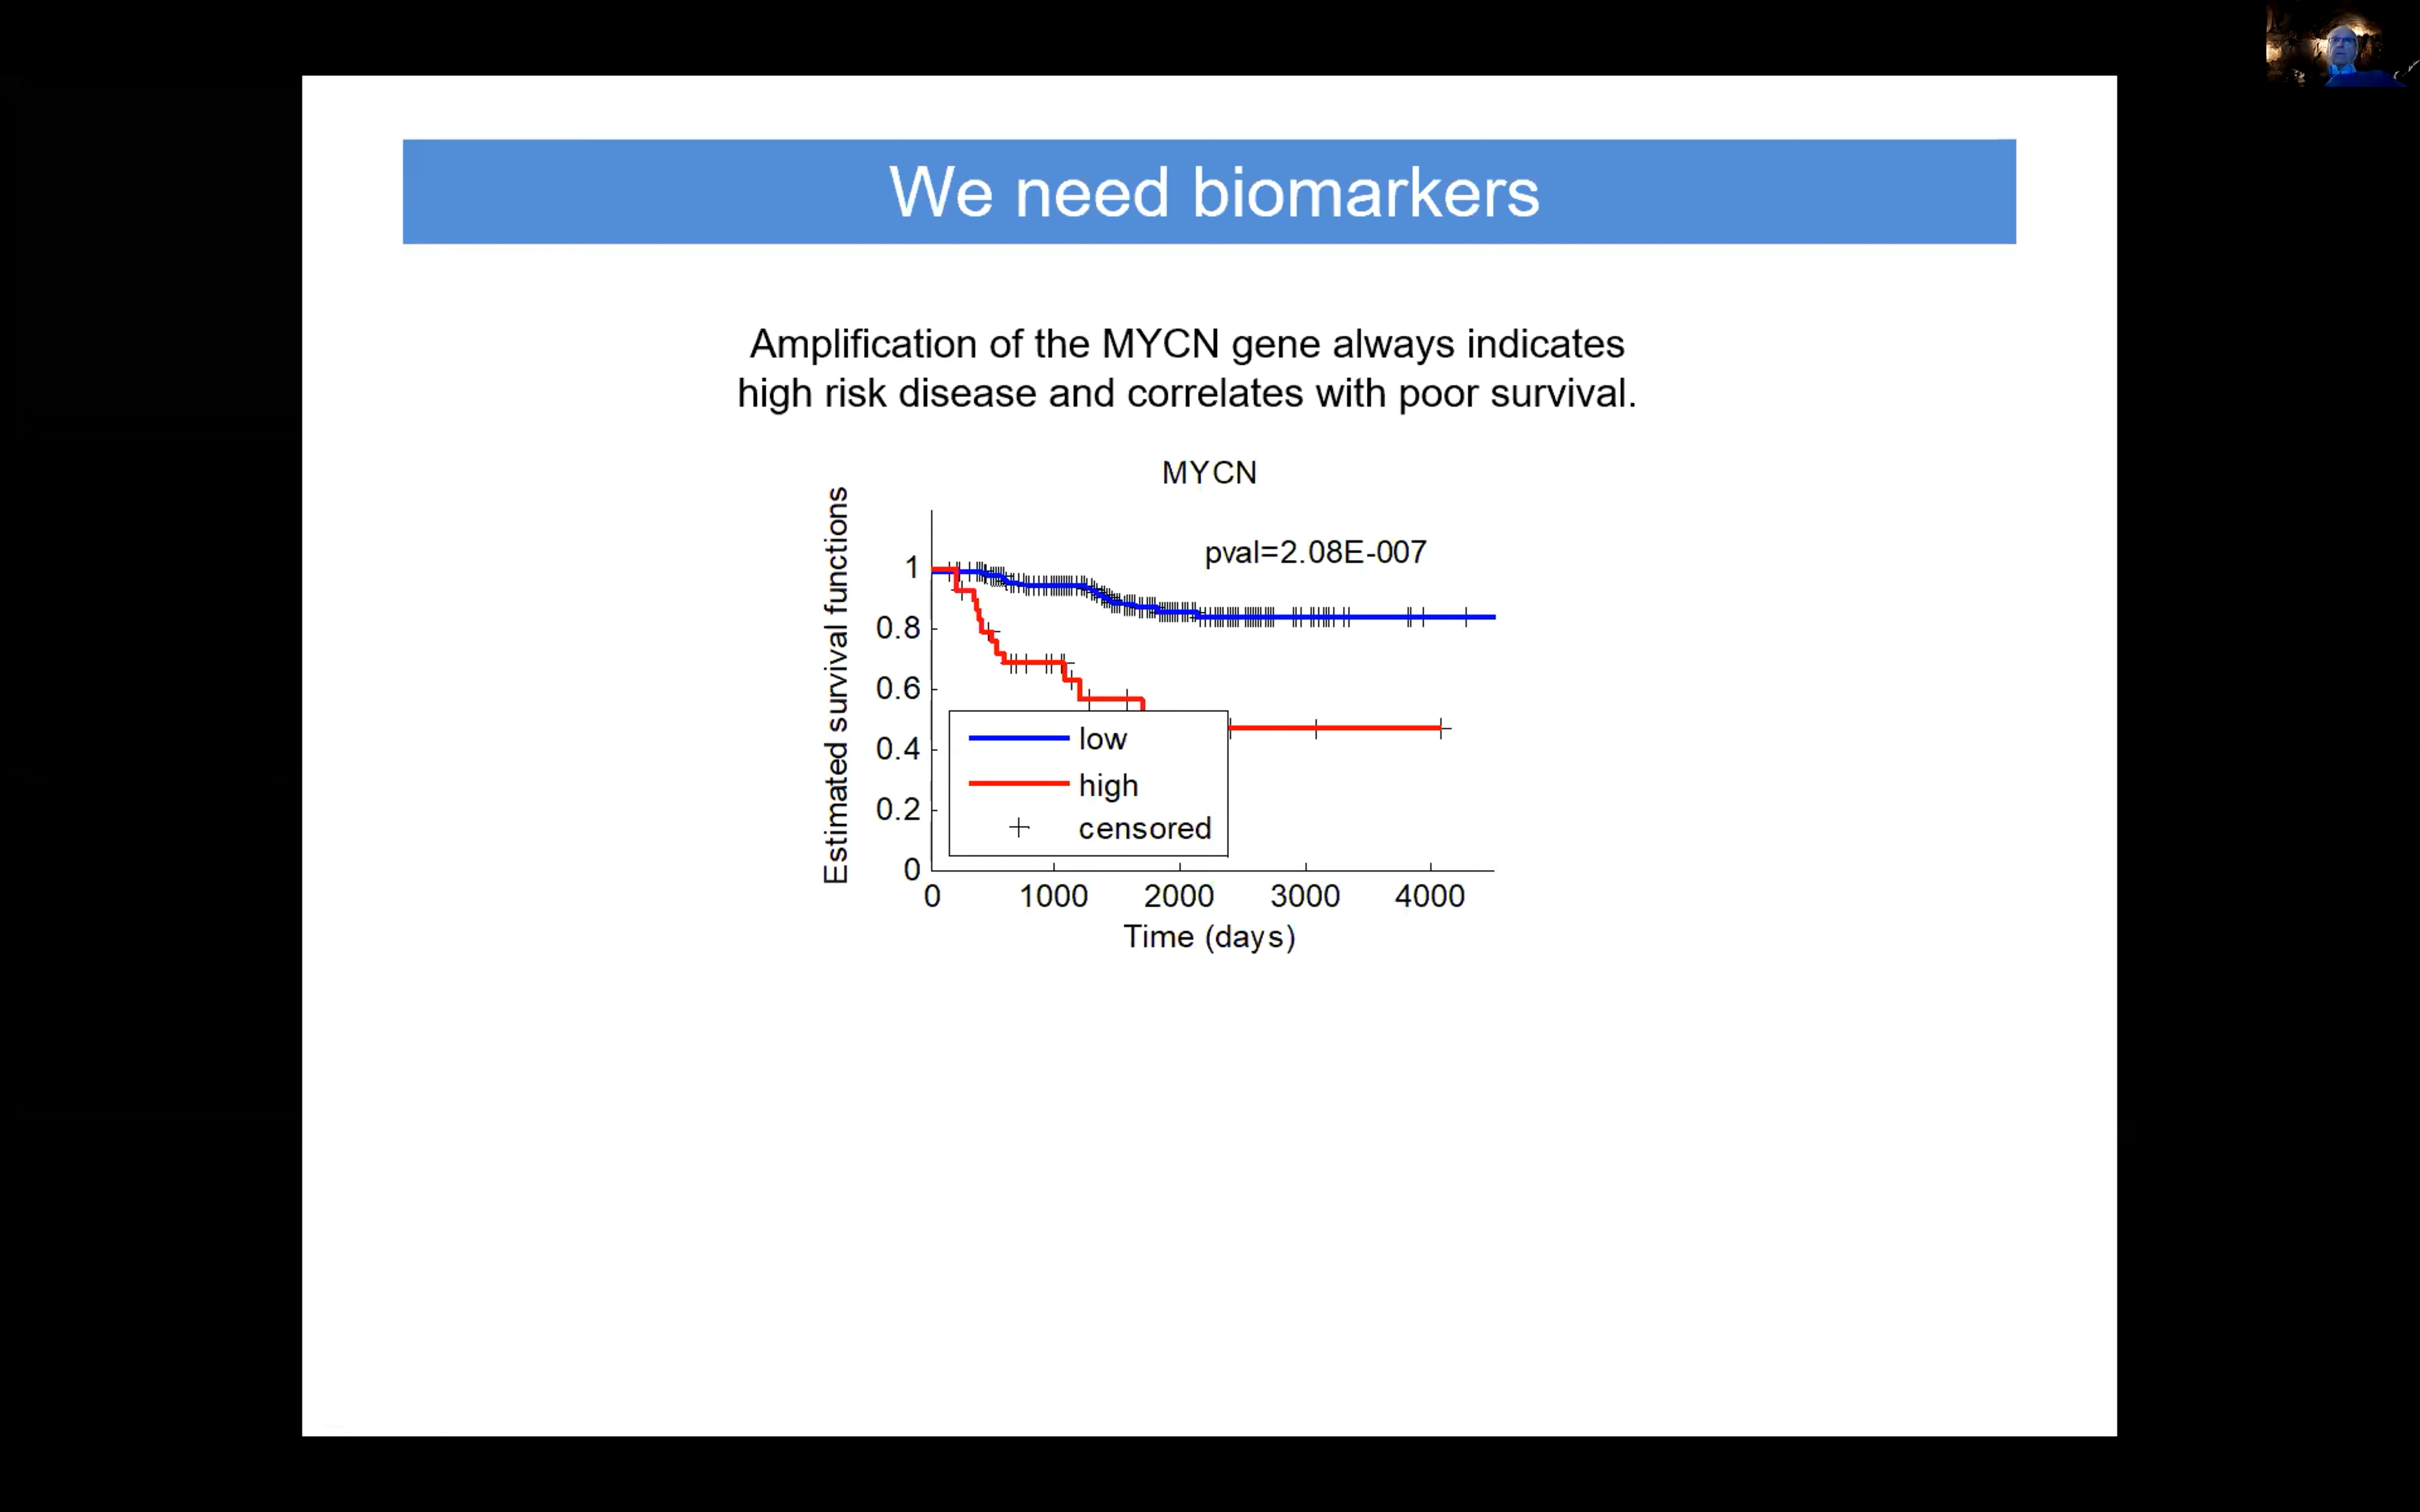 We need biomarkers
Amplification of the MYCN gene always indicates
high risk disease and correlates with poor survival.
MYCN
pval=2.08E-007
Estimated survival functions
1
0.8
0.6
0.4
0.2
0
low
high
censored
0 1000 2000 3000 4000
Time (days)